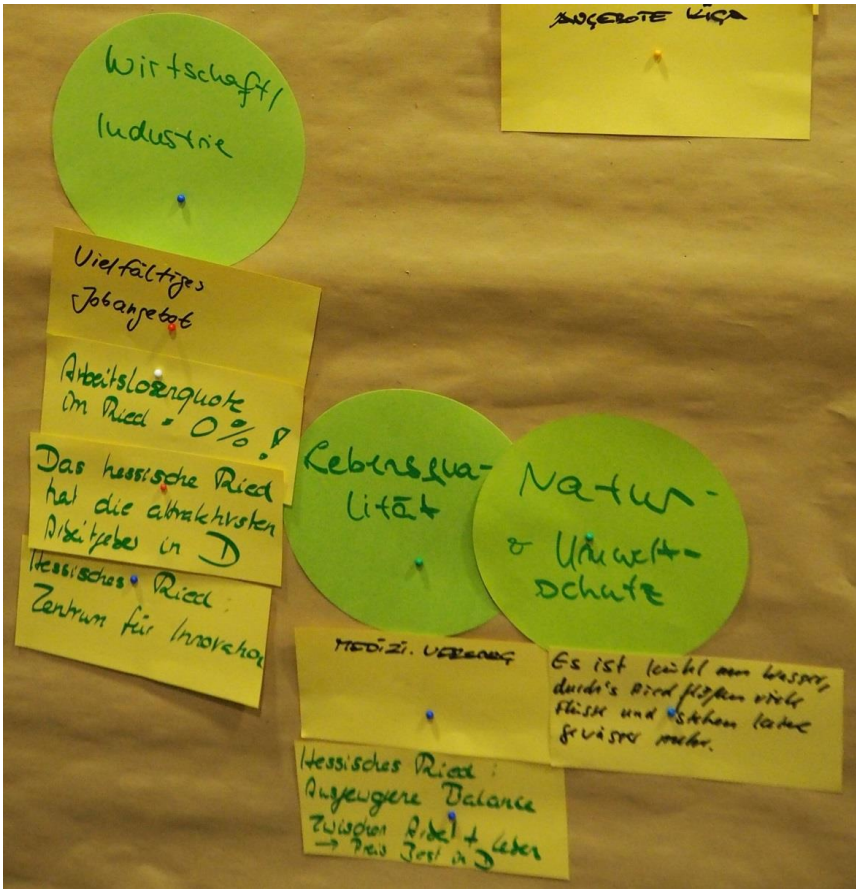 ANGEBOTE KIGA
Wirtschaft/
Industrie
Vielfältiges
Jobangebot
Arbeitslosenquote
im Ried = 0% !
Das hessische Ried
hat die attraktivsten
Arbeitgeber in D
Hessisches Ried:
Zentrum für Innovation
Lebensqua-
lität
MEDIZI. VERSORG
Hessisches Ried:
Ausgewogene Balance
zwischen Arbeit + Leben
→ Preis Best in D
Natur-
& Umwelt-
schutz
Es ist kühl am Wasser,
durch's Ried fließen viele
Flüsse und stehen keine
gewässer mehr.